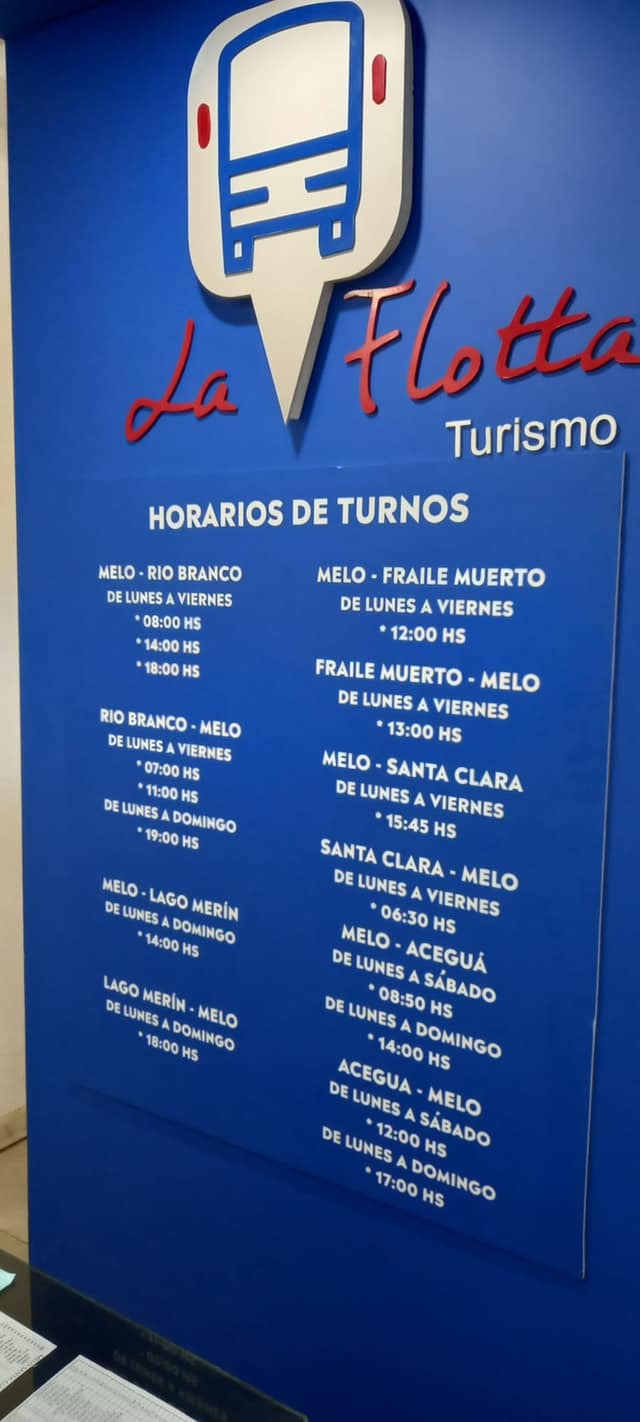 La Flotta
Turismo
HORARIOS DE TURNOS
MELO - RIO BRANCO
DE LUNES A VIERNES
* 08:00 HS
* 14:00 HS
* 18:00 HS
RIO BRANCO - MELO
DE LUNES A VIERNES
* 07:00 HS
* 11:00 HS
DE LUNES A DOMINGO
* 19:00 HS
MELO - LAGO MERÍN
DE LUNES A DOMINGO
* 14:00 HS
LAGO MERÍN - MELO
DE LUNES A DOMINGO
* 18:00 HS
MELO - FRAILE MUERTO
DE LUNES A VIERNES
* 12:00 HS
FRAILE MUERTO - MELO
DE LUNES A VIERNES
* 13:00 HS
MELO - SANTA CLARA
DE LUNES A VIERNES
* 15:45 HS
SANTA CLARA - MELO
DE LUNES A VIERNES
* 06:30 HS
MELO - ACEGUÁ
DE LUNES A SÁBADO
* 08:50 HS
DE LUNES A DOMINGO
* 14:00 HS
ACEGUA - MELO
DE LUNES A SÁBADO
* 12:00 HS
DE LUNES A DOMINGO
* 17:00 HS